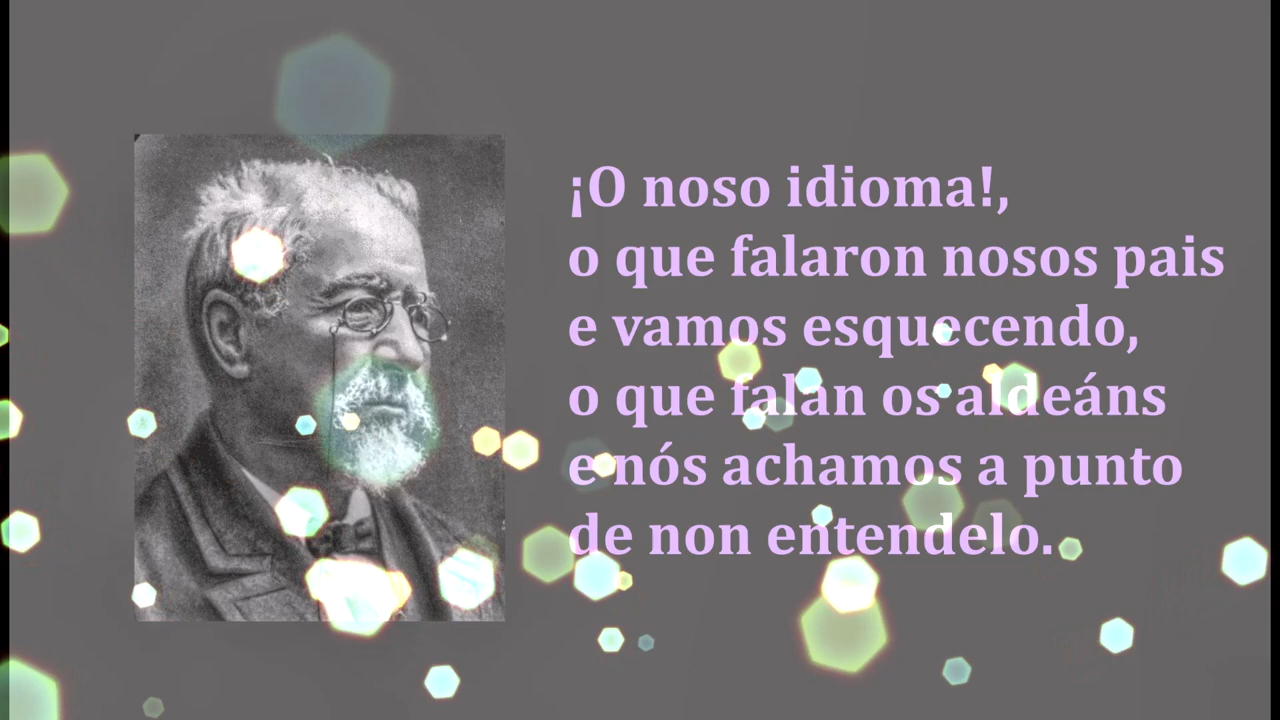 ¡O noso idioma!,
o que falaron nosos pais
e vamos esquecendo,
o que falan os aldeáns
e nós achamos a punto
de non entendelo.